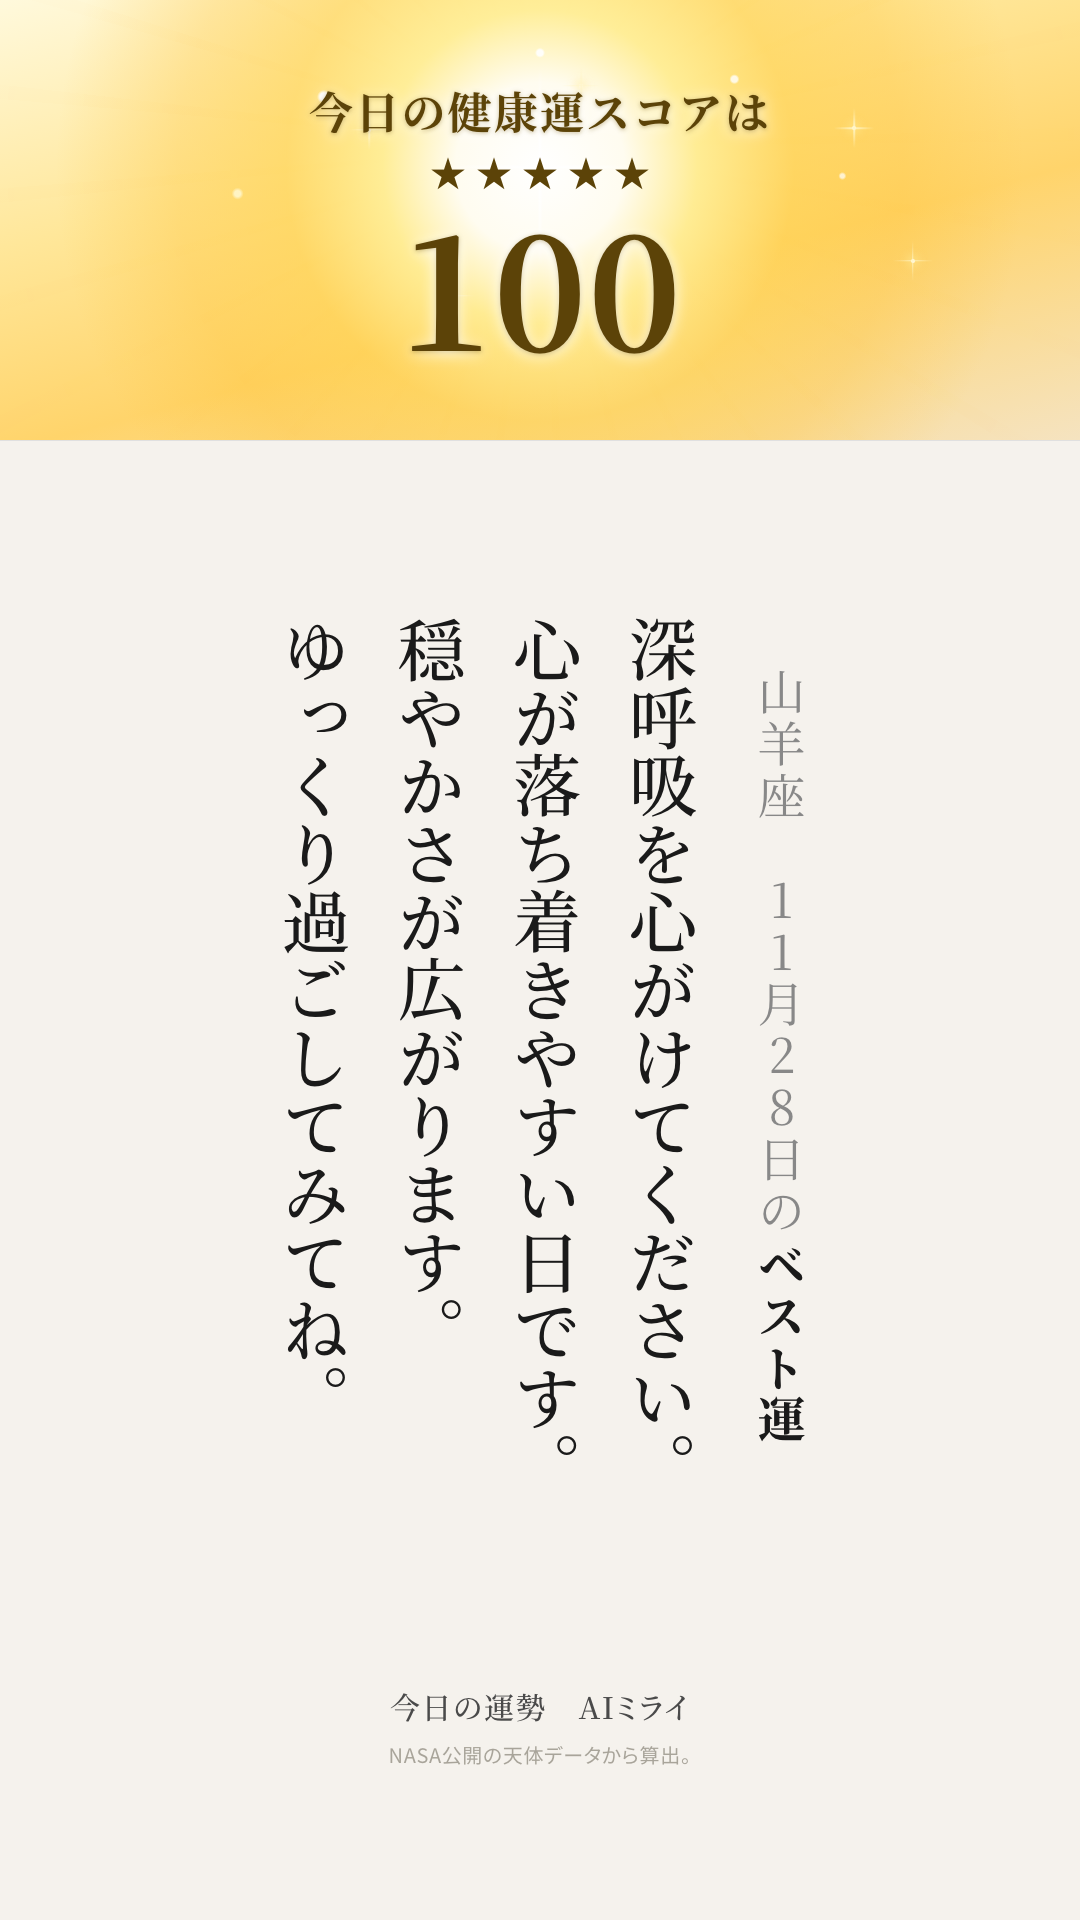 今日の健康運スコアは
★★★★★
100
山羊座　11月28日のベスト運
深呼吸を心がけてください。
心が落ち着きやすい日です。
穏やかさが広がります。
ゆっくり過ごしてみてね。
今日の運勢　AIミライ
NASA公開の天体データから算出。